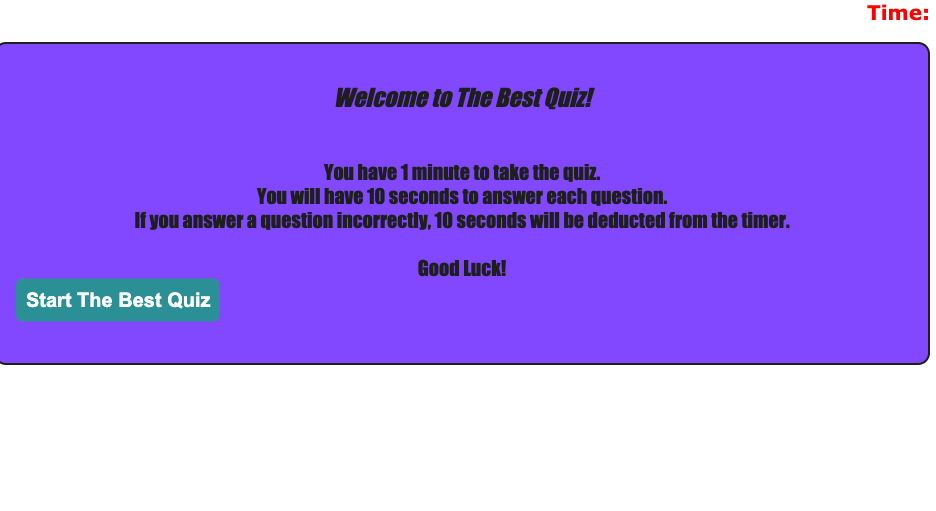 Time:
Welcome to The Best Quiz!
You have 1 minute to take the quiz.
You will have 10 seconds to answer each question.
If you answer a question incorrectly, 10 seconds will be deducted from the timer.
Good Luck!
Start The Best Quiz